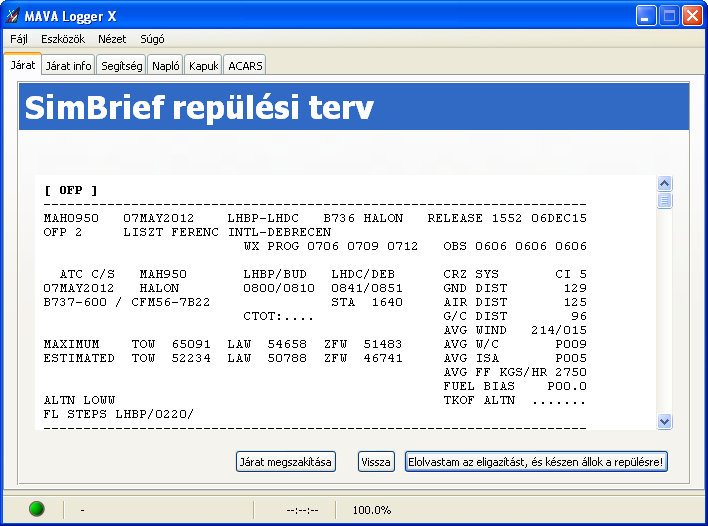 MAVA Logger X
Fájl Eszközök Nézet Súgó
Járat Járat info Segítség Napló Kapuk ACARS
SimBrief repülési terv
[ OFP ]
--------------------------------------------------------------------
MAH0950 07MAY2012 LHBP-LHDC B736 HALON RELEASE 1552 06DEC15
OFP 2 LISZT FERENC INTL-DEBRECEN
WX PROG 0706 0709 0712 OBS 0606 0606 0606
ATC C/S MAH950 LHBP/BUD LHDC/DEB CRZ SYS CI 5
07MAY2012 HALON 0800/0810 0841/0851 GND DIST 129
B737-600 / CFM56-7B22 STA 1640 AIR DIST 125
CTOT:.... G/C DIST 96
AVG WIND 214/015
MAXIMUM TOW 65091 LAW 54658 ZFW 51483 AVG W/C P009
ESTIMATED TOW 52234 LAW 50788 ZFW 46741 AVG ISA P005
AVG FF KGS/HR 2750
FUEL BIAS P00.0
ALTN LOWW TKOF ALTN .......
FL STEPS LHBP/0220/
--------------------------------------------------------------------
Járat megszakítása Vissza Elolvastam az eligazítást, és készen állok a repülésre!
- --:--:-- 100.0%